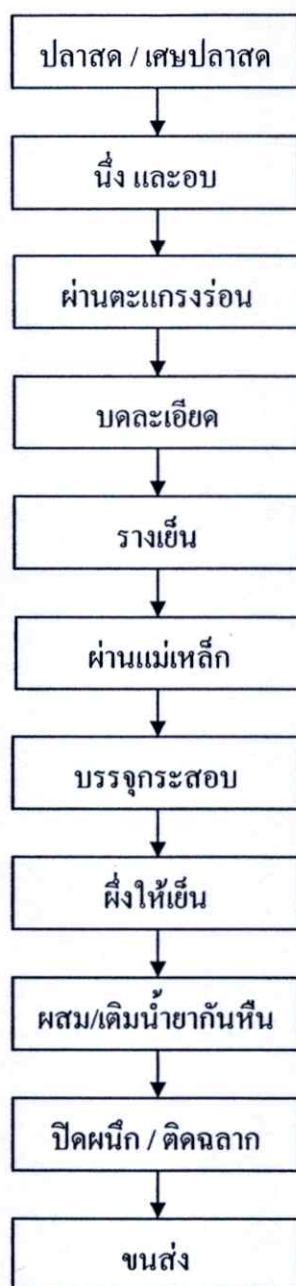 ปลาสด / เศษปลาสด
นึ่ง และอบ
ผ่านตะแกรงร่อน
บดละเอียด
รางเย็น
ผ่านแม่เหล็ก
บรรจุกระสอบ
ผึ่งให้เย็น
ผสม/เติมน้ำยากันหืน
ปิดผนึก / ติดฉลาก
ขนส่ง